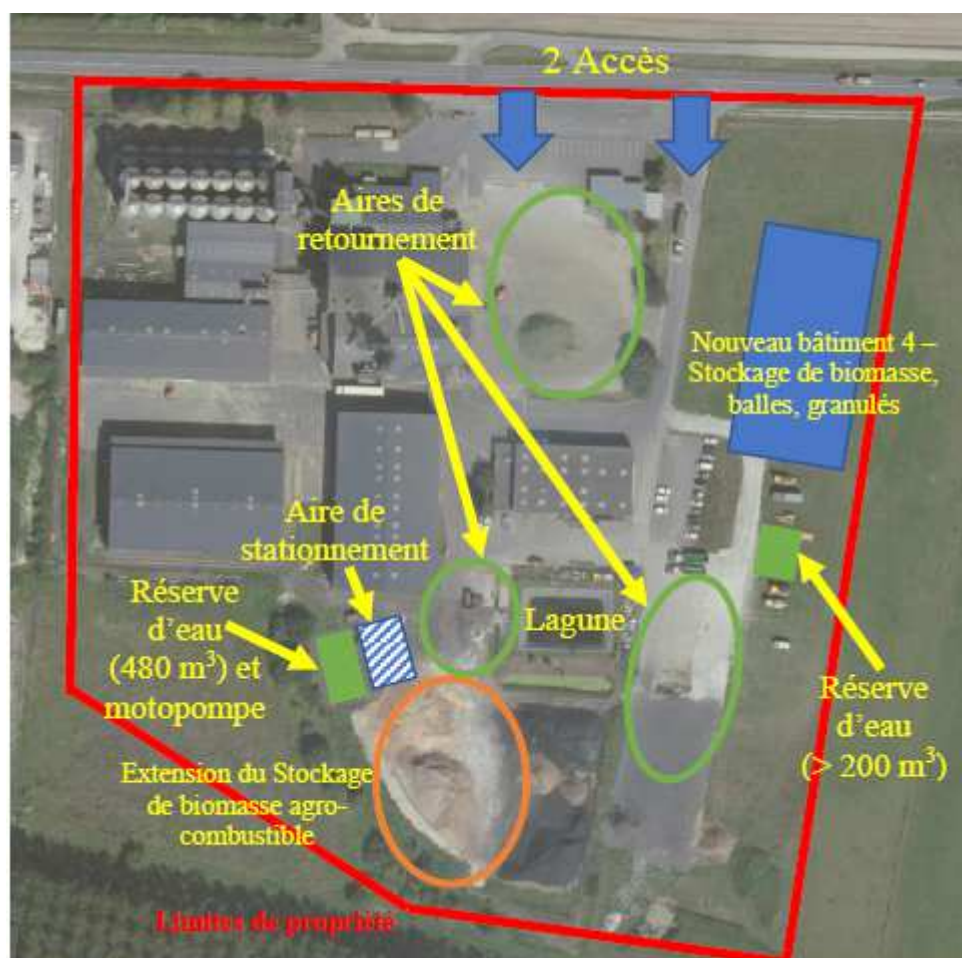 2 Accès
Aires de
retournement
Nouveau bâtiment 4 –
Stockage de biomasse,
balles, granulés
Aire de
stationnement
Réserve
d'eau
(480 m³) et
motopompe
Lagune
Réserve
d'eau
(> 200 m³)
Extension du Stockage
de biomasse agro-
combustible
Limites de propriété